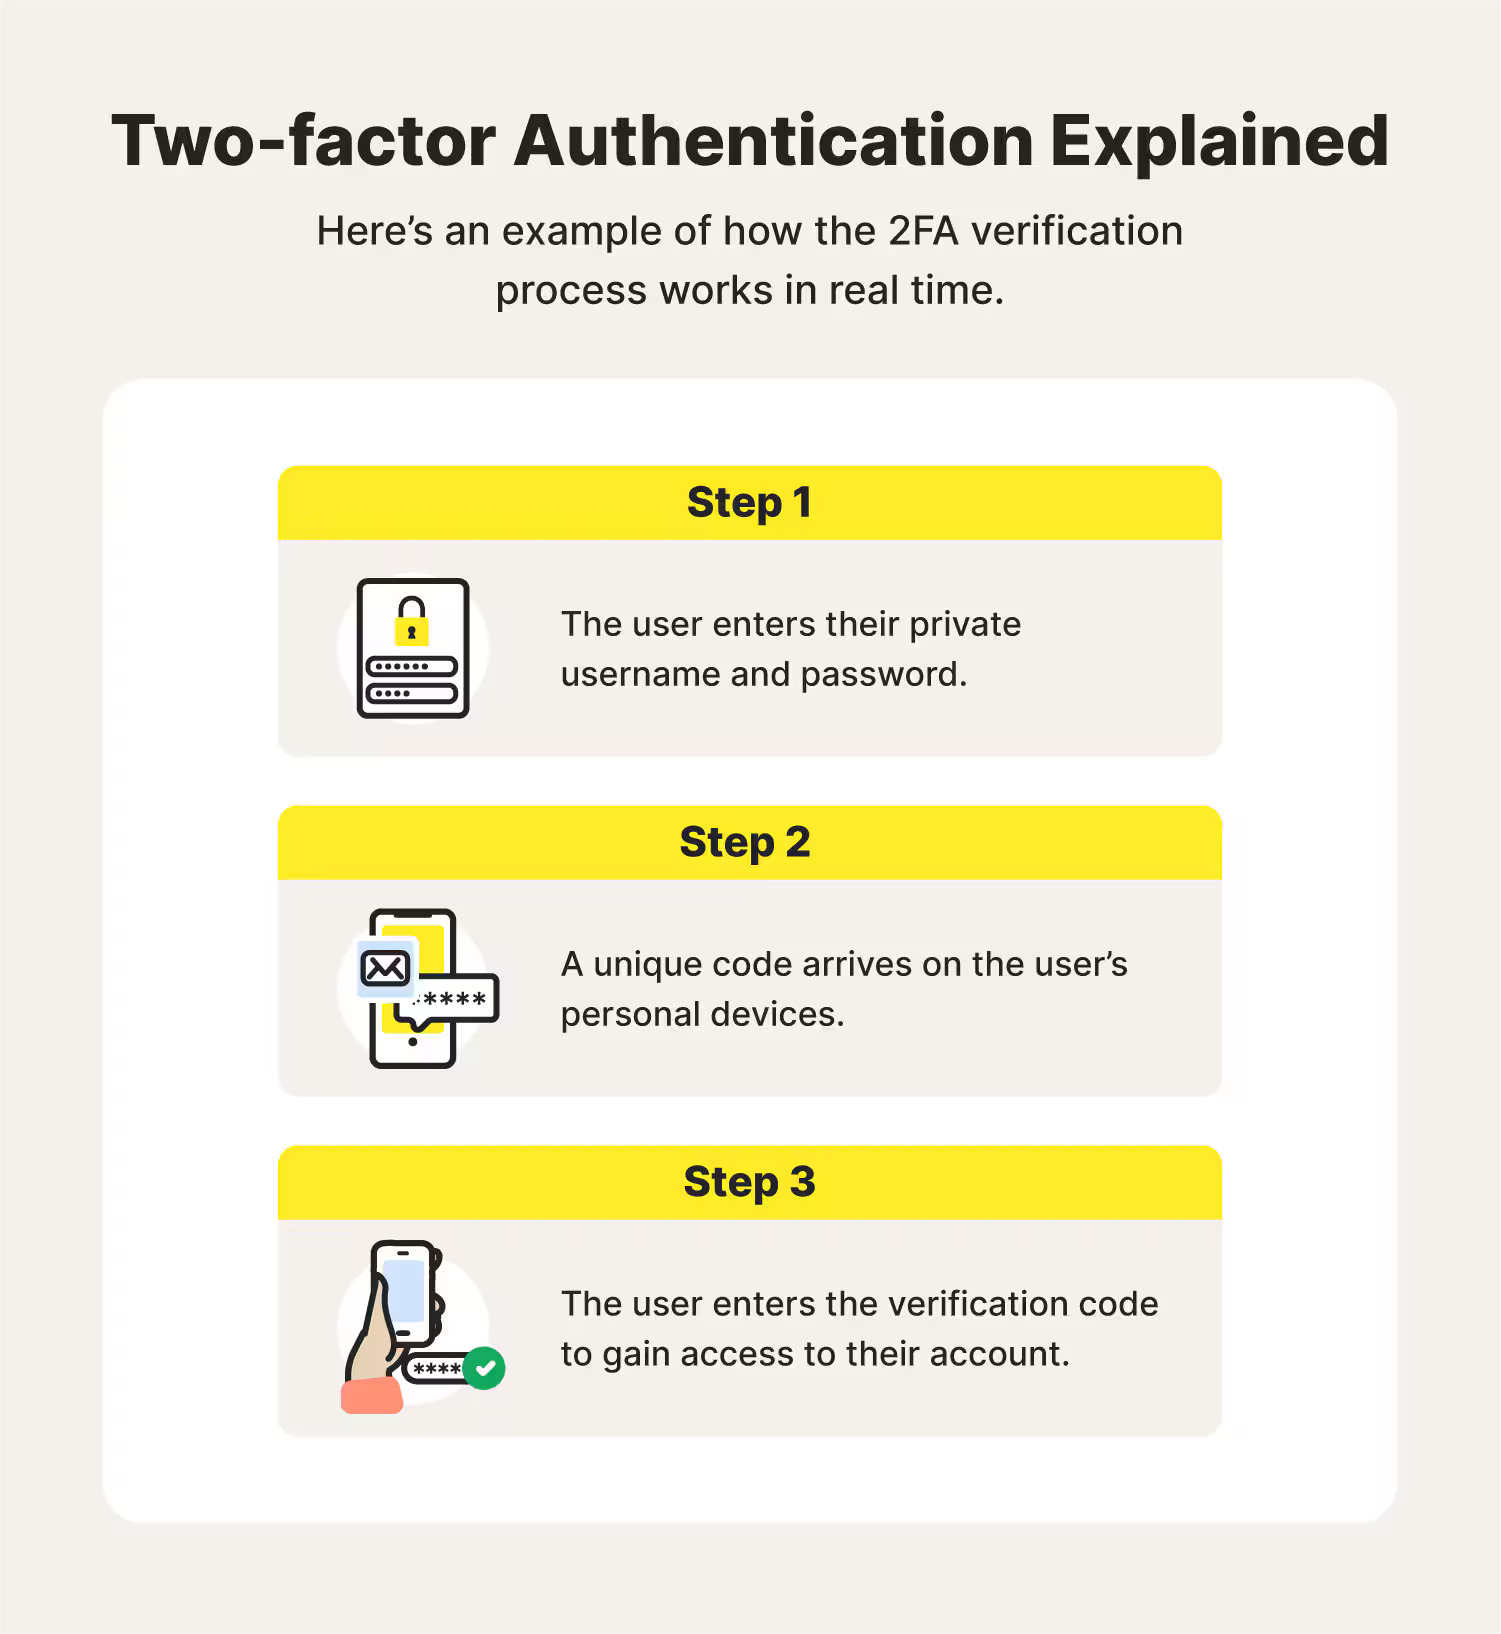 Two-factor Authentication Explained
Here’s an example of how the 2FA verification
process works in real time.
Step 1
The user enters their private
username and password.
Step 2
*****
A unique code arrives on the user’s
personal devices.
Step 3
****
The user enters the verification code
to gain access to their account.